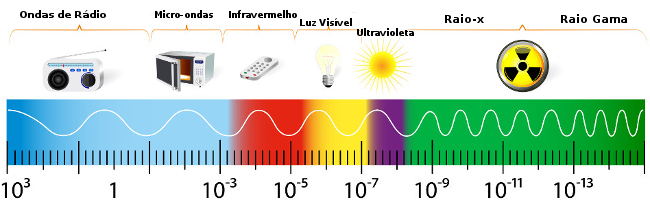 Ondas de Rádio
Micro-ondas
Infravermelho
Luz Visível
Ultravioleta
Raio-x
Raio Gama
10³ 1 10⁻³ 10⁻⁵ 10⁻⁷ 10⁻⁹ 10⁻¹¹ 10⁻¹³